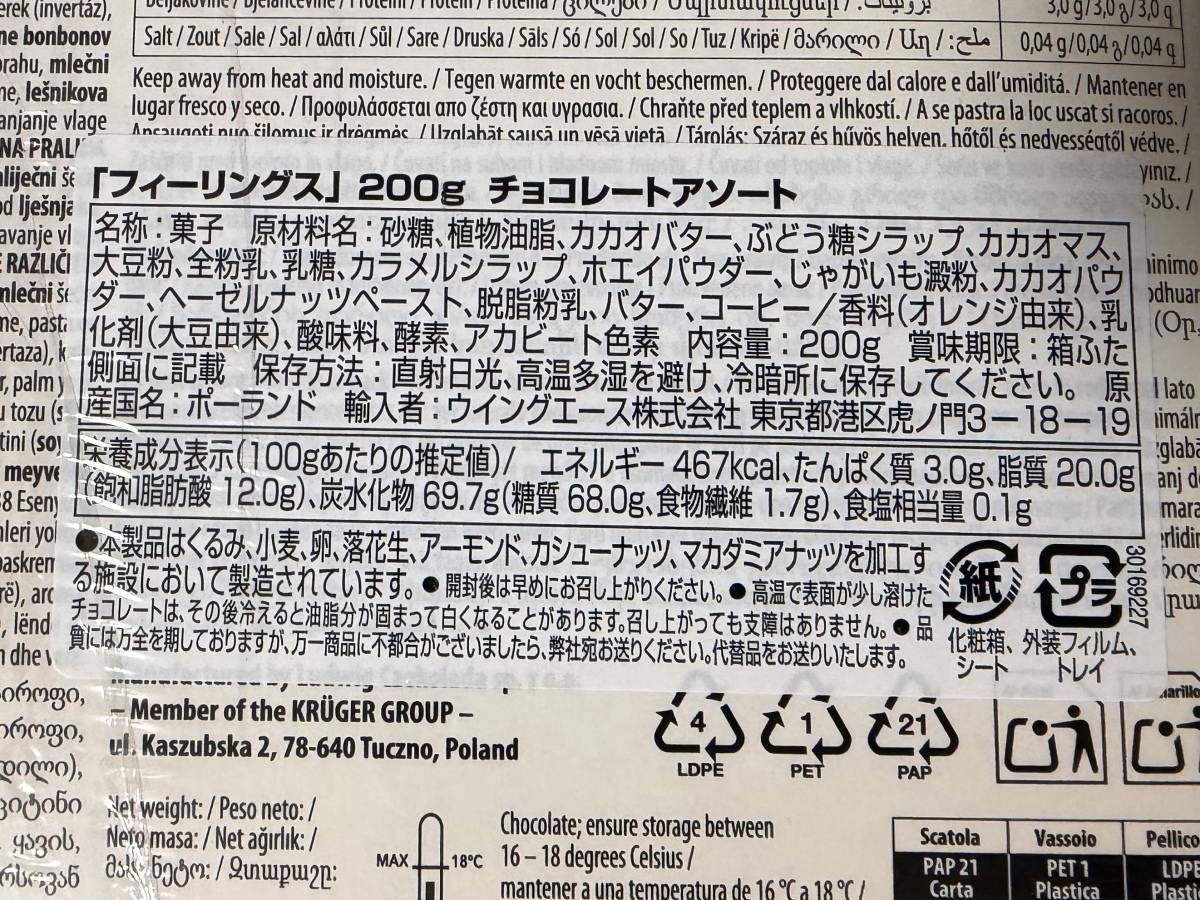 3,0 g/3,0 g/3,0 q
Salt / Zout / Sale / Sal / αλάτι / Sůl / Sare / Druska / Sāls / Só / Sol / Sol / So / Tuz / Kripë / მარილი / Աղ / ملح: 0,04 g/0,04 g/0,04 q
Keep away from heat and moisture. / Tegen warmte en vocht beschermen. / Proteggere dal calore e dall'umiditá. / Mantener en
lugar fresco y seco. / Προφυλάσσεται απο ζέστη και υγρασια. / Chraňte před teplem a vlhkostí. / A se pastra la loc uscat si racoros. /
Apsaugoti nuo šilumos ir drėgmės. / Uzglabāt sausā un vēsā vietā. / Tárolás: Száraz és hűvös helyen, hőtől és nedvességtől védve. /
「フィーリングス」200g チョコレートアソート
名称:菓子 原材料名:砂糖、植物油脂、カカオバター、ぶどう糖シラップ、カカオマス、
大豆粉、全粉乳、乳糖、カラメルシラップ、ホエイパウダー、じゃがいも澱粉、カカオパウ
ダー、ヘーゼルナッツペースト、脱脂粉乳、バター、コーヒー／香料(オレンジ由来)、乳
化剤(大豆由来)、酸味料、酵素、アカビート色素 内容量:200g 賞味期限:箱ふた
側面に記載 保存方法:直射日光、高温多湿を避け、冷暗所に保存してください。 原
産国名:ポーランド 輸入者:ウイングエース株式会社 東京都港区虎ノ門3－18－19
栄養成分表示(100gあたりの推定値)/ エネルギー 467kcal、たんぱく質 3.0g、脂質 20.0g
(飽和脂肪酸 12.0g)、炭水化物 69.7g(糖質 68.0g、食物繊維 1.7g)、食塩相当量 0.1g
●本製品はくるみ、小麦、卵、落花生、アーモンド、カシューナッツ、マカダミアナッツを加工す
る施設において製造されています。●開封後は早めにお召し上がりください。●高温で表面が少し溶けた
チョコレートは、その後冷えると油脂分が固まって白くなることがあります。召し上がっても支障はありません。●品
質には万全を期しておりますが、万一商品に不都合がございましたら、弊社宛お送りください。代替品をお送りいたします。
紙 プラ
化粧箱、外装フィルム、
シート トレイ
30169227
– Member of the KRÜGER GROUP –
ul. Kaszubska 2, 78-640 Tuczno, Poland
4 1 21
LDPE PET PAP
Net weight: / Peso neto: /
Neto masa: / Net ağırlık: /
მასა ნეტო: / Զտաքաշը:
MAX 18°C
Chocolate; ensure storage between
16 – 18 degrees Celsius /
mantener a una temperatura de 16 °C a 18 °C /
Scatola Vassoio
PAP 21 PET 1
Carta Plastica